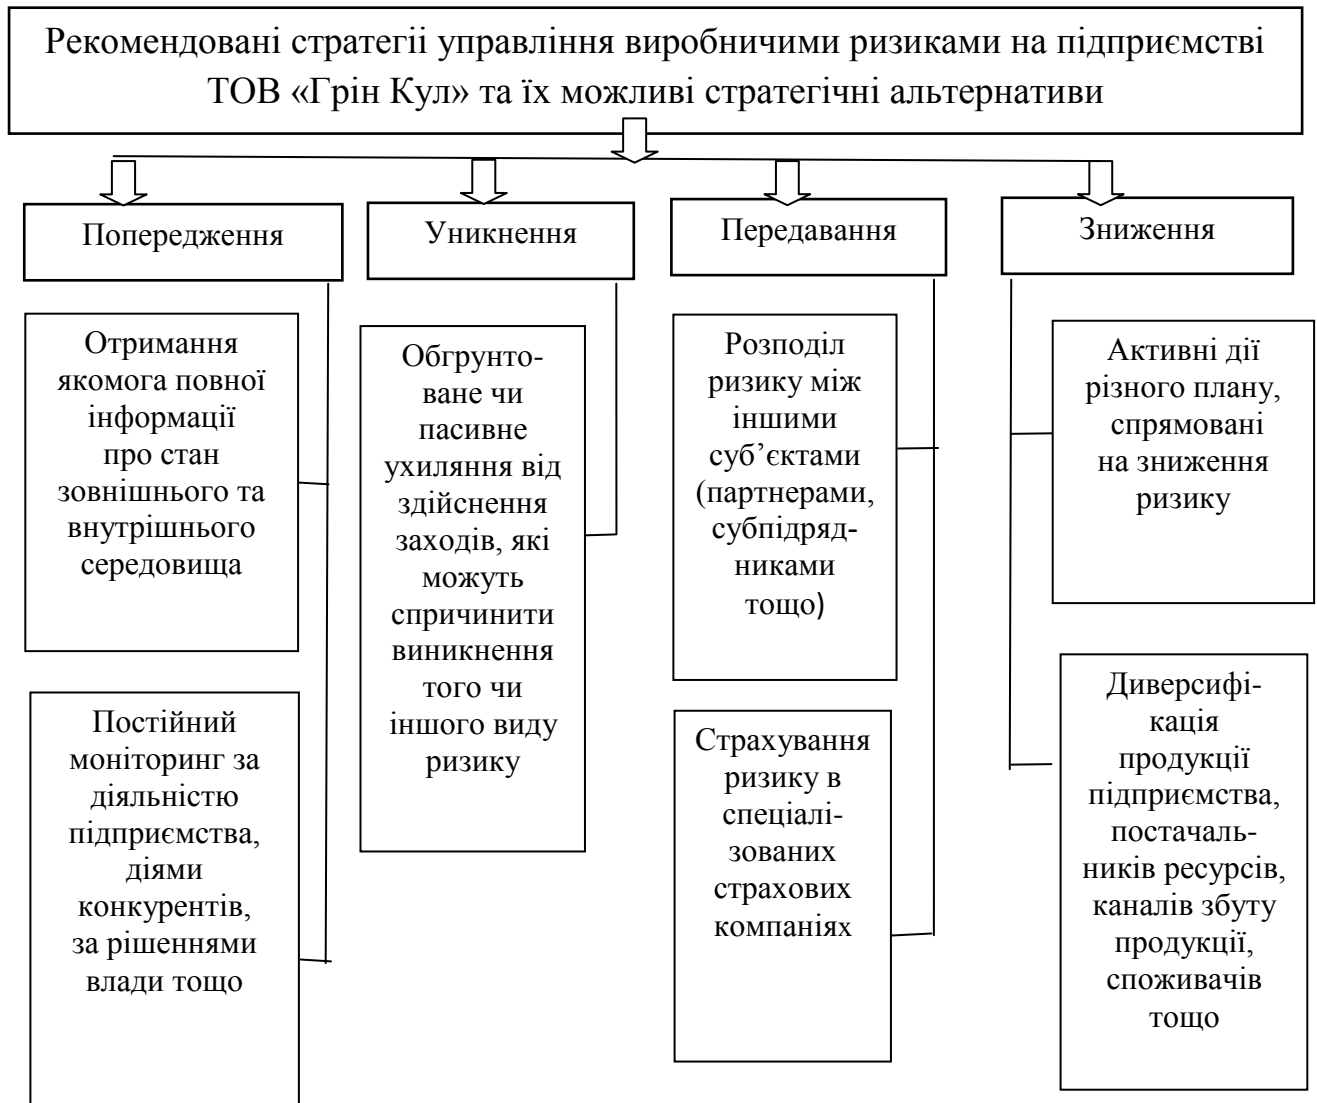 Рекомендовані стратегіі управління виробничими ризиками на підприємстві
ТОВ «Грін Кул» та їх можливі стратегічні альтернативи
Попередження
Уникнення
Передавання
Зниження
Отримання
якомога повної
інформації
про стан
зовнішнього та
внутрішнього
середовища
Постійний
моніторинг за
діяльністю
підприємства,
діями
конкурентів,
за рішеннями
влади тощо
Обгрунто-
ване чи
пасивне
ухиляння від
здійснення
заходів, які
можуть
спричинити
виникнення
того чи
іншого виду
ризику
Розподіл
ризику між
іншими
суб’єктами
(партнерами,
субпідряд-
никами
тощо)
Страхування
ризику в
спеціалі-
зованих
страхових
компаніях
Активні дії
різного плану,
спрямовані
на зниження
ризику
Диверсифі-
кація
продукції
підприємства,
постачаль-
ників ресурсів,
каналів збуту
продукції,
споживачів
тощо